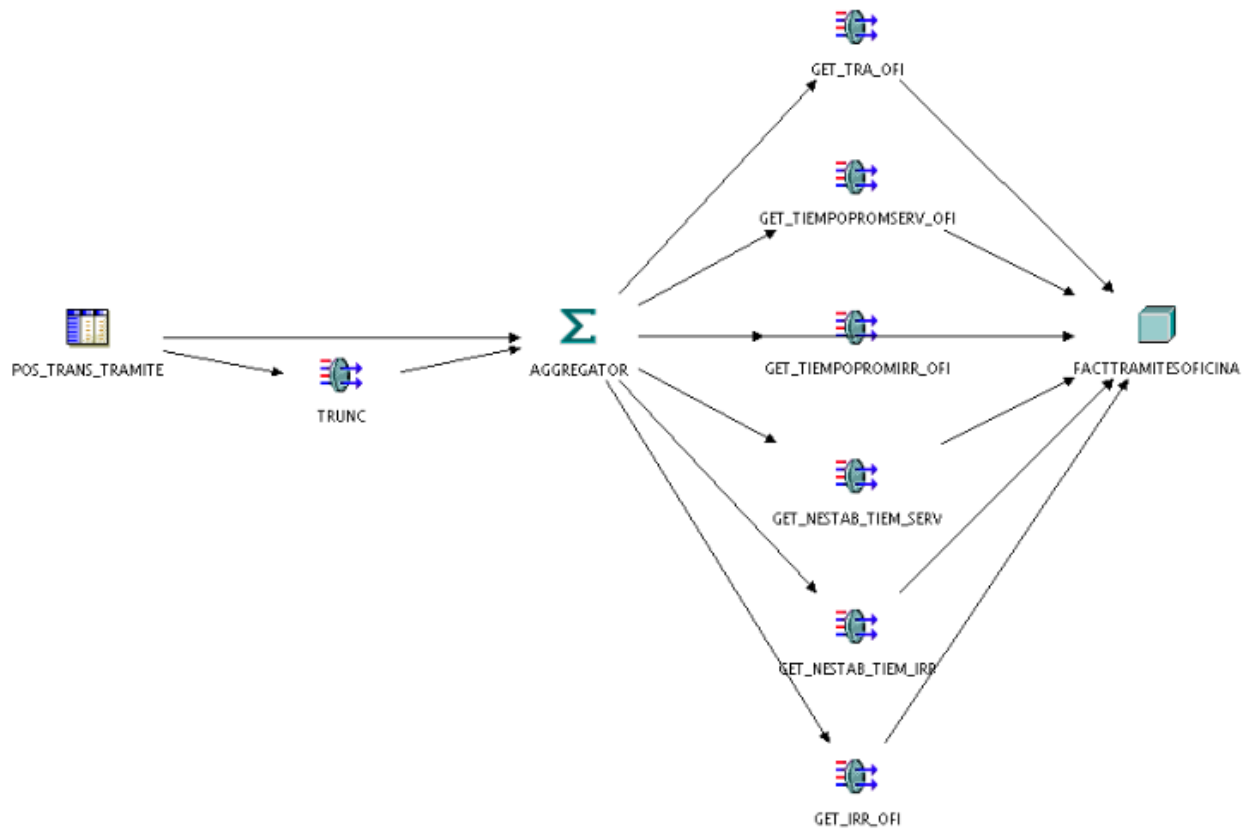 GET_TRA_OFI
GET_TIEMPOPROMSERV_OFI
POS_TRANS_TRAMITE
TRUNC
AGGREGATOR
GET_TIEMPOPROMIRR_OFI
FACTTRAMITESOFICINA
GET_NESTAB_TIEM_SERV
GET_NESTAB_TIEM_IRR
GET_IRR_OFI